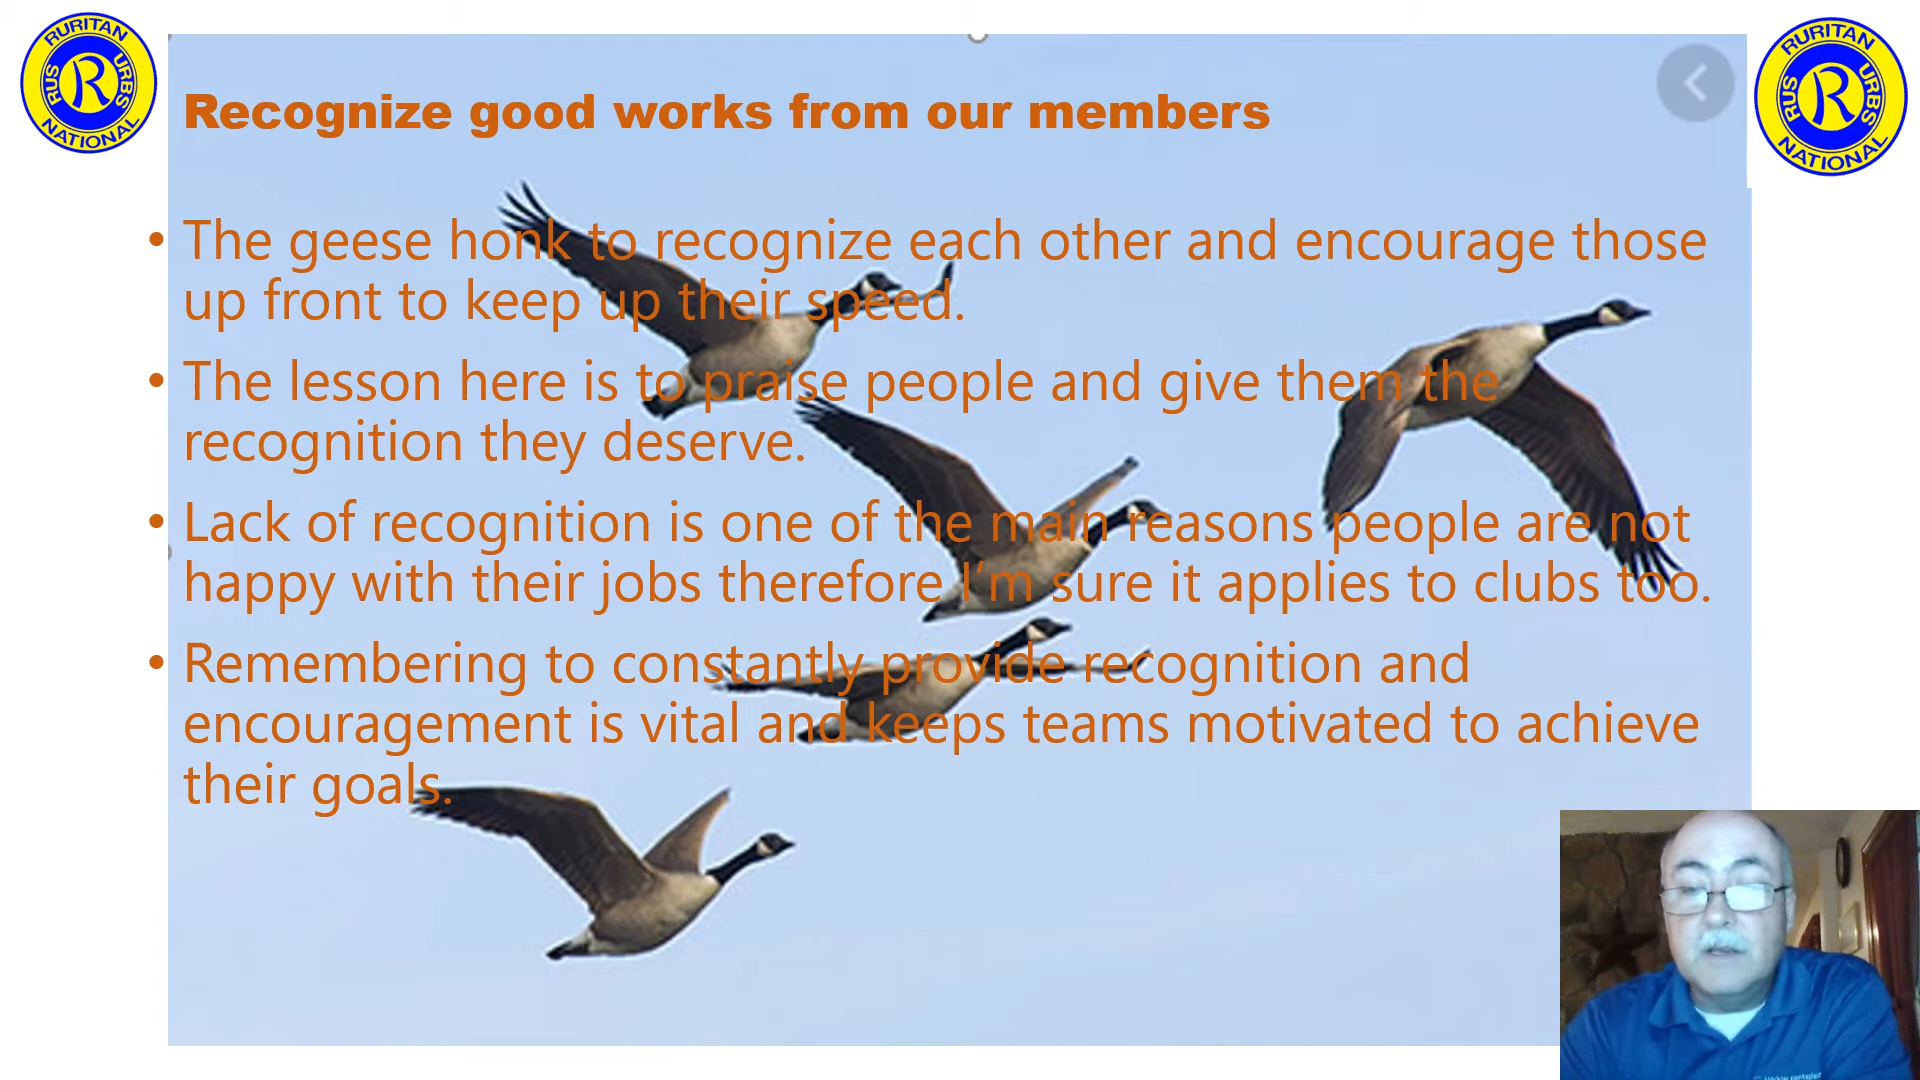 RURITAN
RUS
R
URBS
NATIONAL
RURITAN
RUS
R
URBS
NATIONAL
Recognize good works from our members
• The geese honk to recognize each other and encourage those
up front to keep up their speed.
• The lesson here is to praise people and give them the
recognition they deserve.
• Lack of recognition is one of the main reasons people are not
happy with their jobs therefore I'm sure it applies to clubs too.
• Remembering to constantly provide recognition and
encouragement is vital and keeps teams motivated to achieve
their goals.